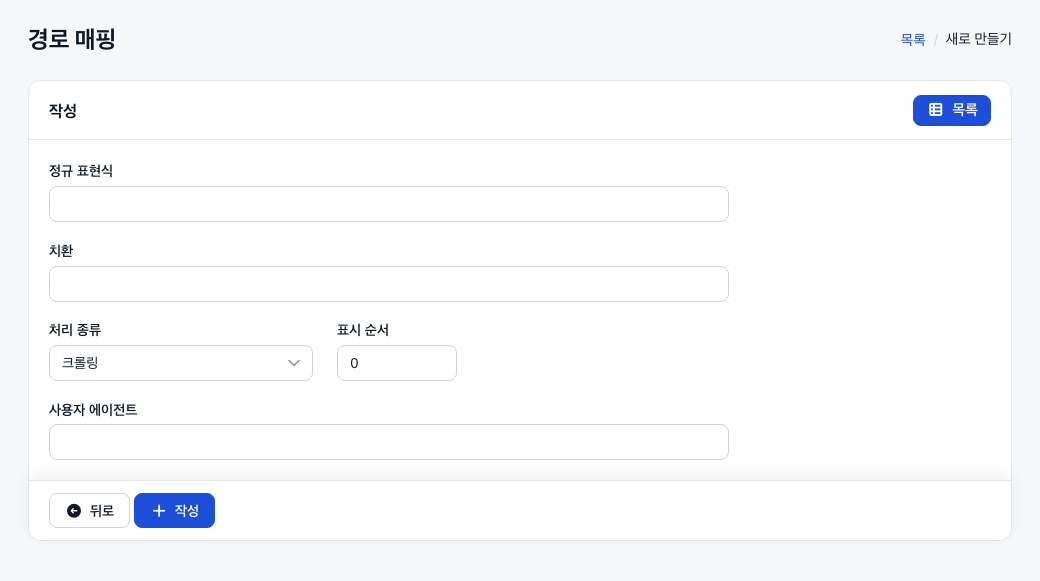 경로 매핑
목록 / 새로 만들기
작성
목록
정규 표현식
치환
처리 종류 표시 순서
크롤링 0
사용자 에이전트
뒤로 작성